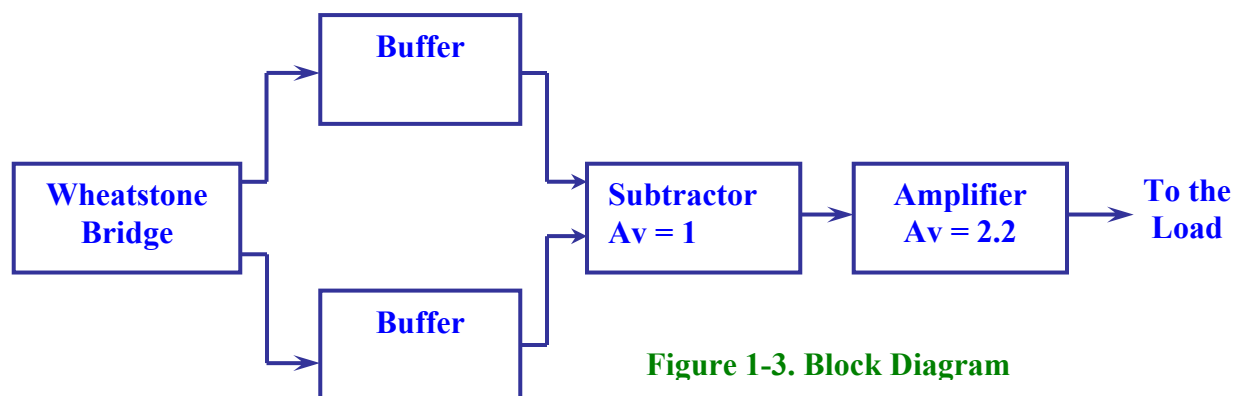 Buffer
Wheatstone
Bridge
Subtractor
Av = 1
Amplifier
Av = 2.2
To the
Load
Buffer
Figure 1-3. Block Diagram